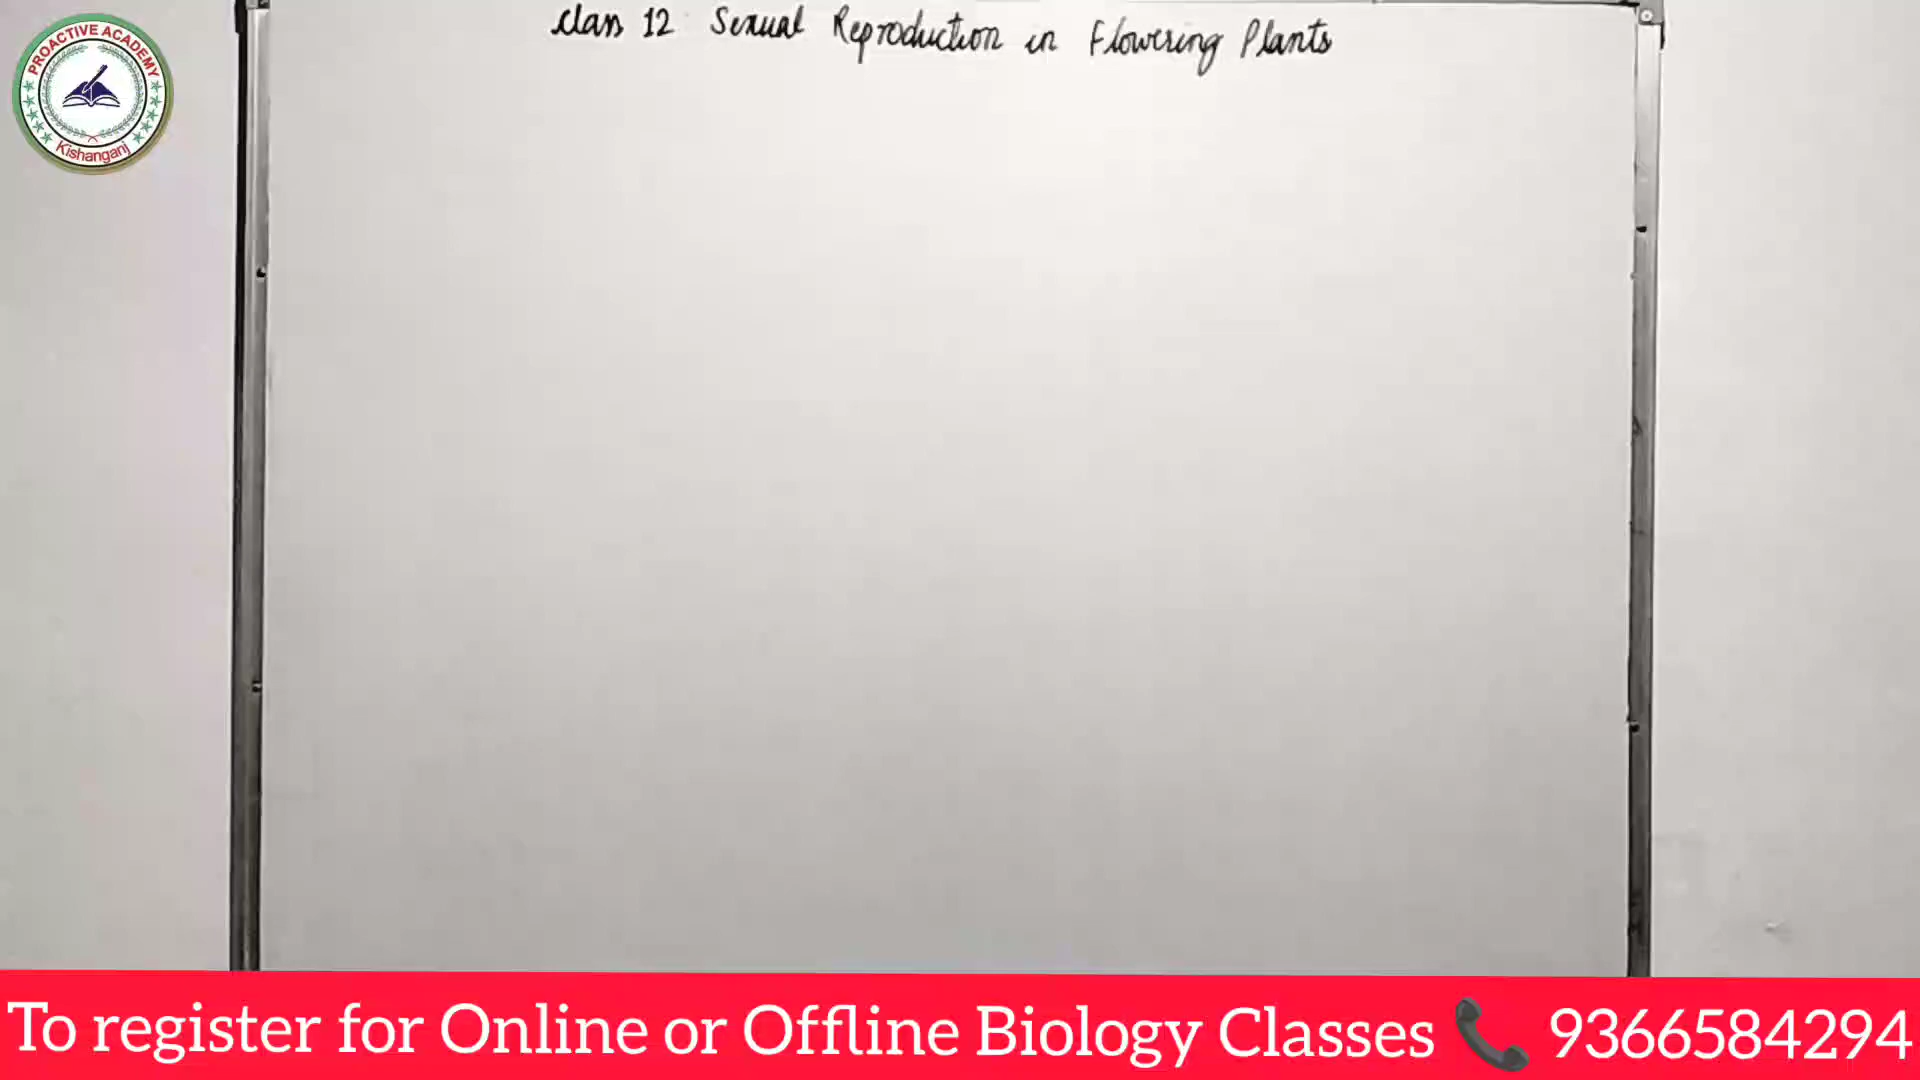 PROACTIVE ACADEMY
Kishanganj
Class 12 Sexual Reproduction in Flowering Plants
To register for Online or Offline Biology Classes 📞 9366584294